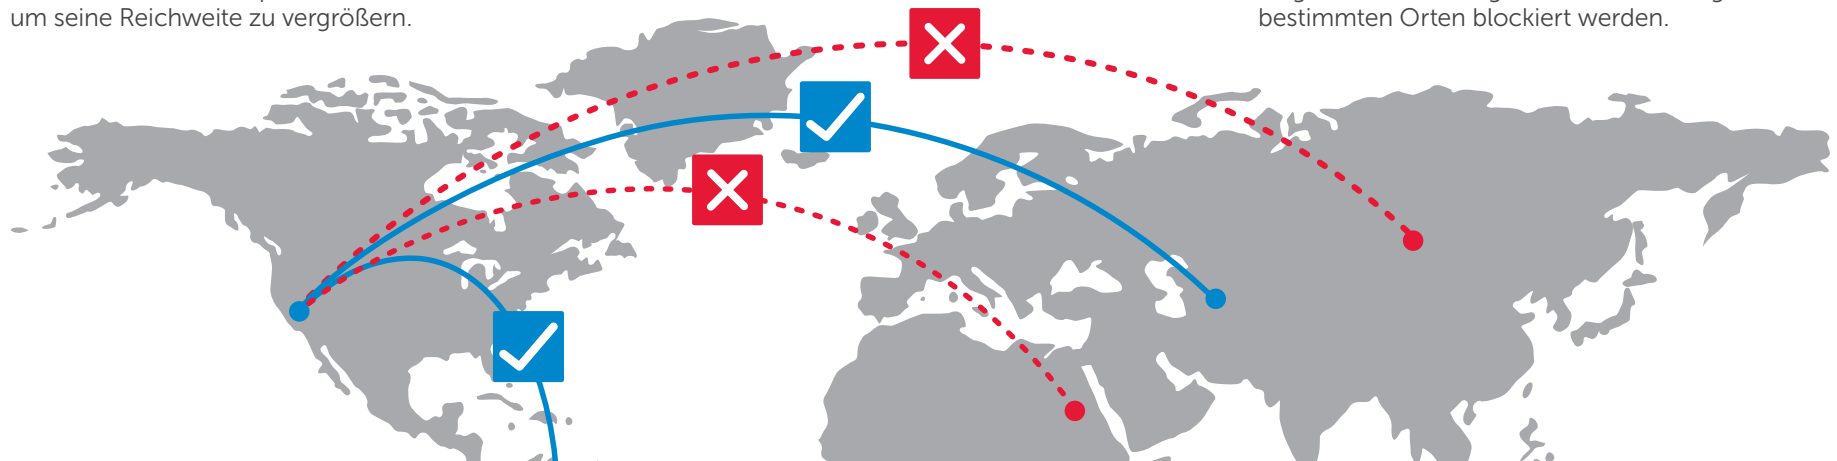 um seine Reichweite zu vergrößern.
bestimmten Orten blockiert werden.